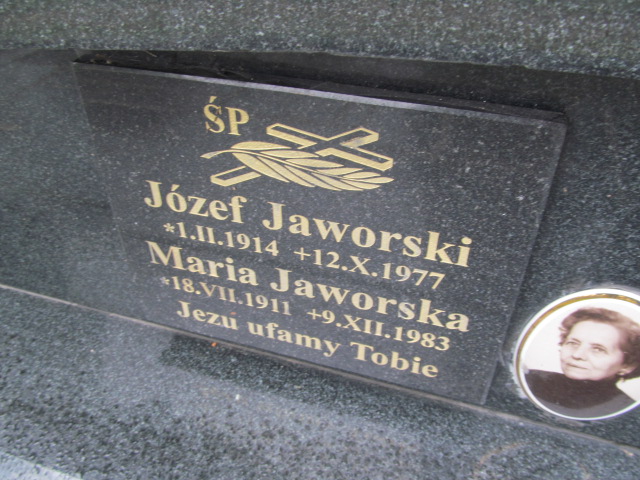 ŚP
Józef Jaworski
*1.II.1914 +12.X.1977
Maria Jaworska
*18.VII.1911 +9.XII.1983
Jezu ufamy Tobie